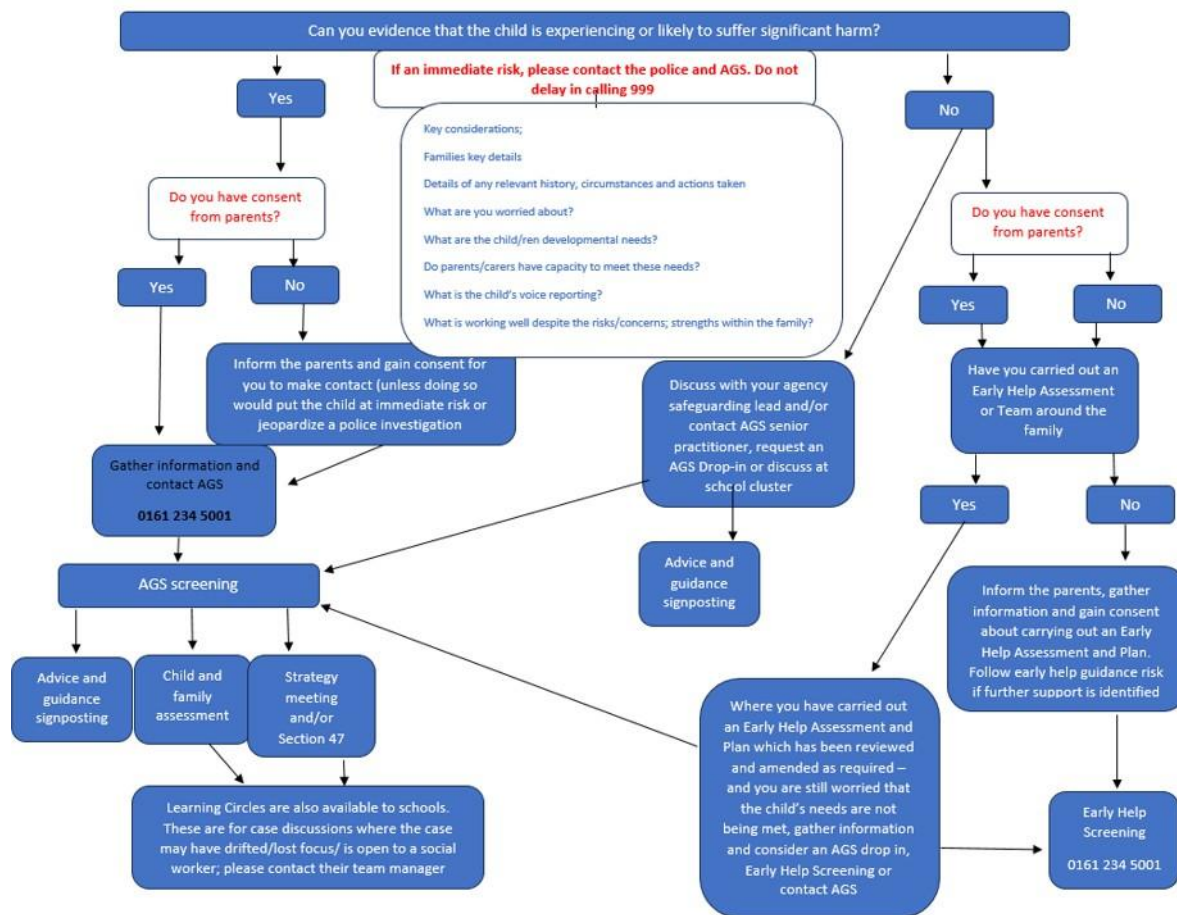 Can you evidence that the child is experiencing or likely to suffer significant harm?
If an immediate risk, please contact the police and AGS. Do not
delay in calling 999
Yes
No
Key considerations;
Families key details
Details of any relevant history, circumstances and actions taken
What are you worried about?
What are the child/ren developmental needs?
Do parents/carers have capacity to meet these needs?
What is the child's voice reporting?
What is working well despite the risks/concerns; strengths within the family?
Do you have consent
from parents?
Yes
No
Inform the parents and gain consent for
you to make contact (unless doing so
would put the child at immediate risk or
jeopardize a police investigation
Gather information and
contact AGS
0161 234 5001
AGS screening
Advice and
guidance
signposting
Child and
family
assessment
Strategy
meeting
and/or
Section 47
Learning Circles are also available to schools.
These are for case discussions where the case
may have drifted/lost focus/ is open to a social
worker; please contact their team manager
Discuss with your agency
safeguarding lead and/or
contact AGS senior
practitioner, request an
AGS Drop-in or discuss at
school cluster
Advice and
guidance
signposting
Do you have consent
from parents?
Yes
No
Have you carried out an
Early Help Assessment
or Team around the
family
Yes
No
Where you have carried out
an Early Help Assessment and
Plan which has been reviewed
and amended as required –
and you are still worried that
the child's needs are not
being met, gather information
and consider an AGS drop in,
Early Help Screening or
contact AGS
Inform the parents, gather
information and gain consent
about carrying out an Early
Help Assessment and Plan.
Follow early help guidance risk
if further support is identified
Early Help
Screening
0161 234 5001